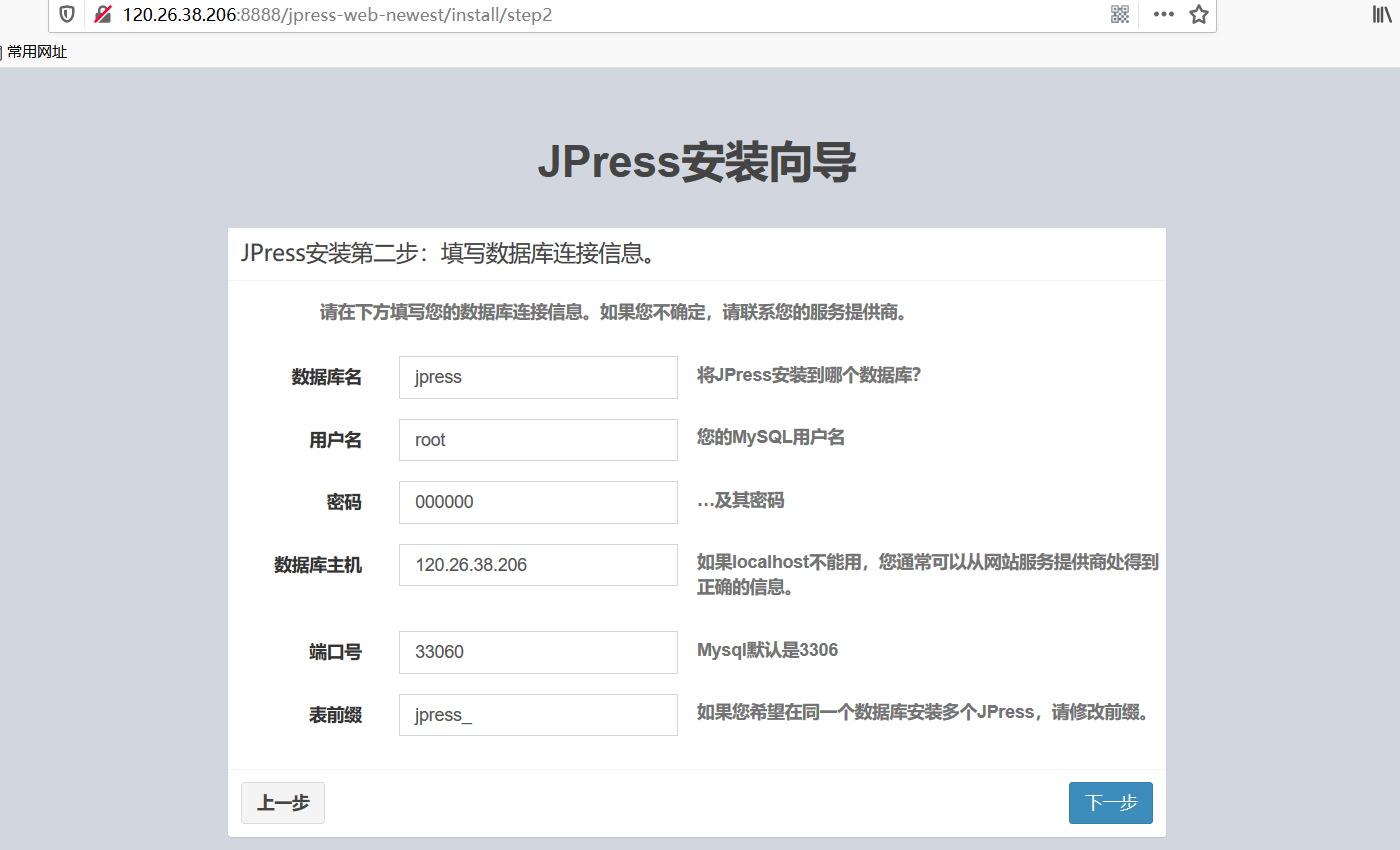 120.26.38.206:8888/jpress-web-newest/install/step2
常用网址
JPress安装向导
JPress安装第二步：填写数据库连接信息。
请在下方填写您的数据库连接信息。如果您不确定，请联系您的服务提供商。
数据库名 jpress 将JPress安装到哪个数据库?
用户名 root 您的MySQL用户名
密码 000000 …及其密码
数据库主机 120.26.38.206 如果localhost不能用，您通常可以从网站服务提供商处得到
正确的信息。
端口号 33060 Mysql默认是3306
表前缀 jpress_ 如果您希望在同一个数据库安装多个JPress，请修改前缀。
上一步 下一步